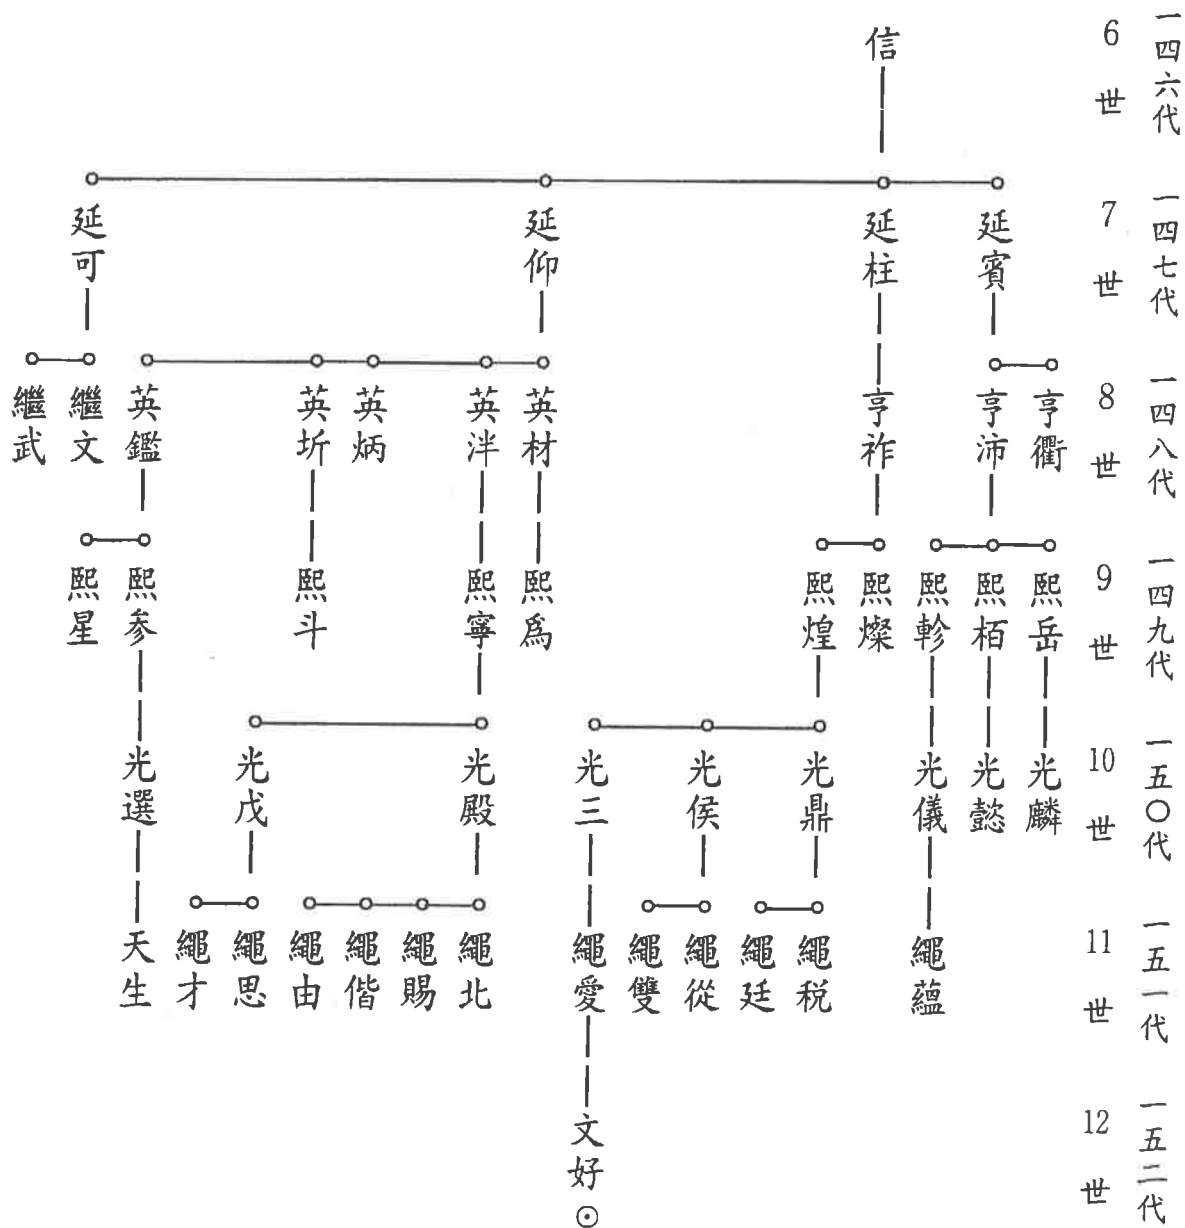 一四六代
6世
信
一四七代
7世
延賓
延柱
延仰
延可
一四八代
8世
亨衢
亨沛
亨祚
英材
英泮
英炳
英圻
英鑑
繼文
繼武
一四九代
9世
熙岳
熙栢
熙軫
熙燦
熙煌
熙爲
熙寧
熙斗
熙参
熙星
一五〇代
10世
光麟
光懿
光儀
光鼎
光侯
光三
光殿
光戊
光選
一五一代
11世
繩蘊
繩税
繩廷
繩從
繩雙
繩愛
繩北
繩賜
繩偕
繩由
繩思
繩才
天生
一五二代
12世
文好